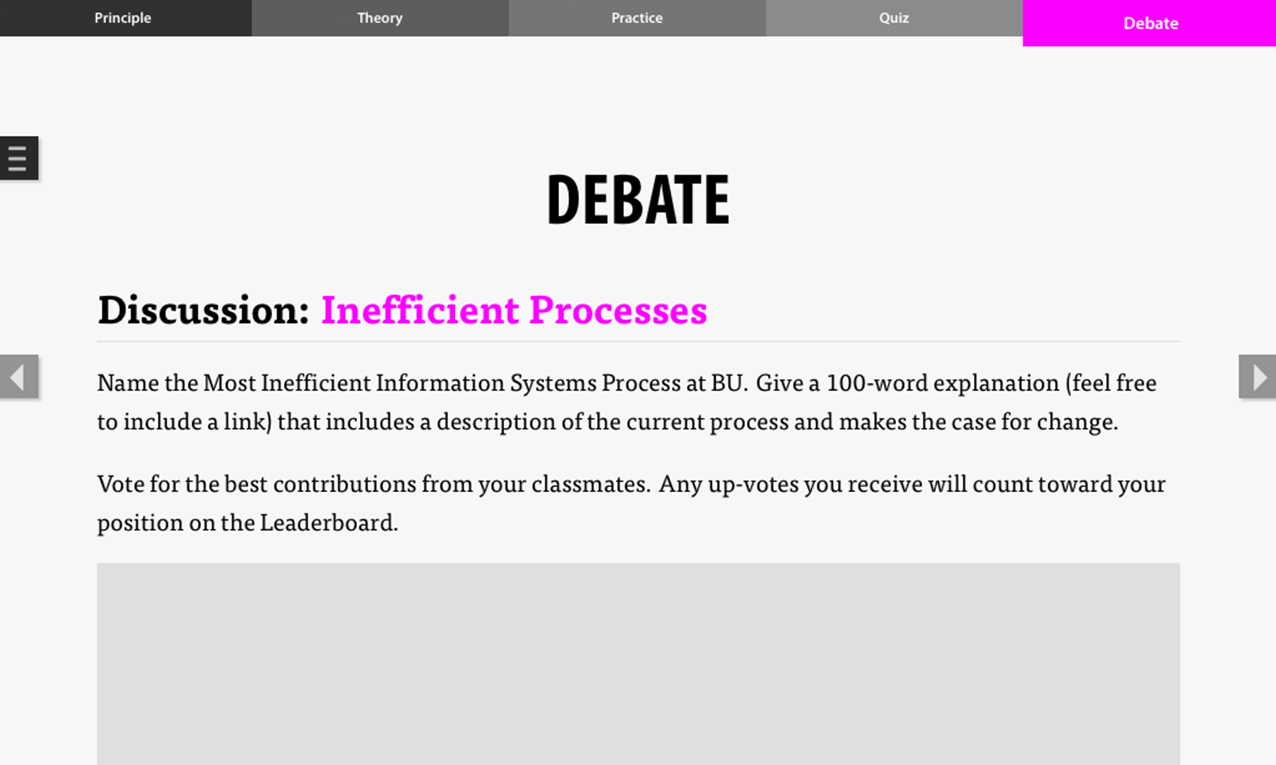 Principle
Theory
Practice
Quiz
Debate
DEBATE
Discussion: Inefficient Processes
Name the Most Inefficient Information Systems Process at BU. Give a 100-word explanation (feel free
to include a link) that includes a description of the current process and makes the case for change.
Vote for the best contributions from your classmates. Any up-votes you receive will count toward your
position on the Leaderboard.